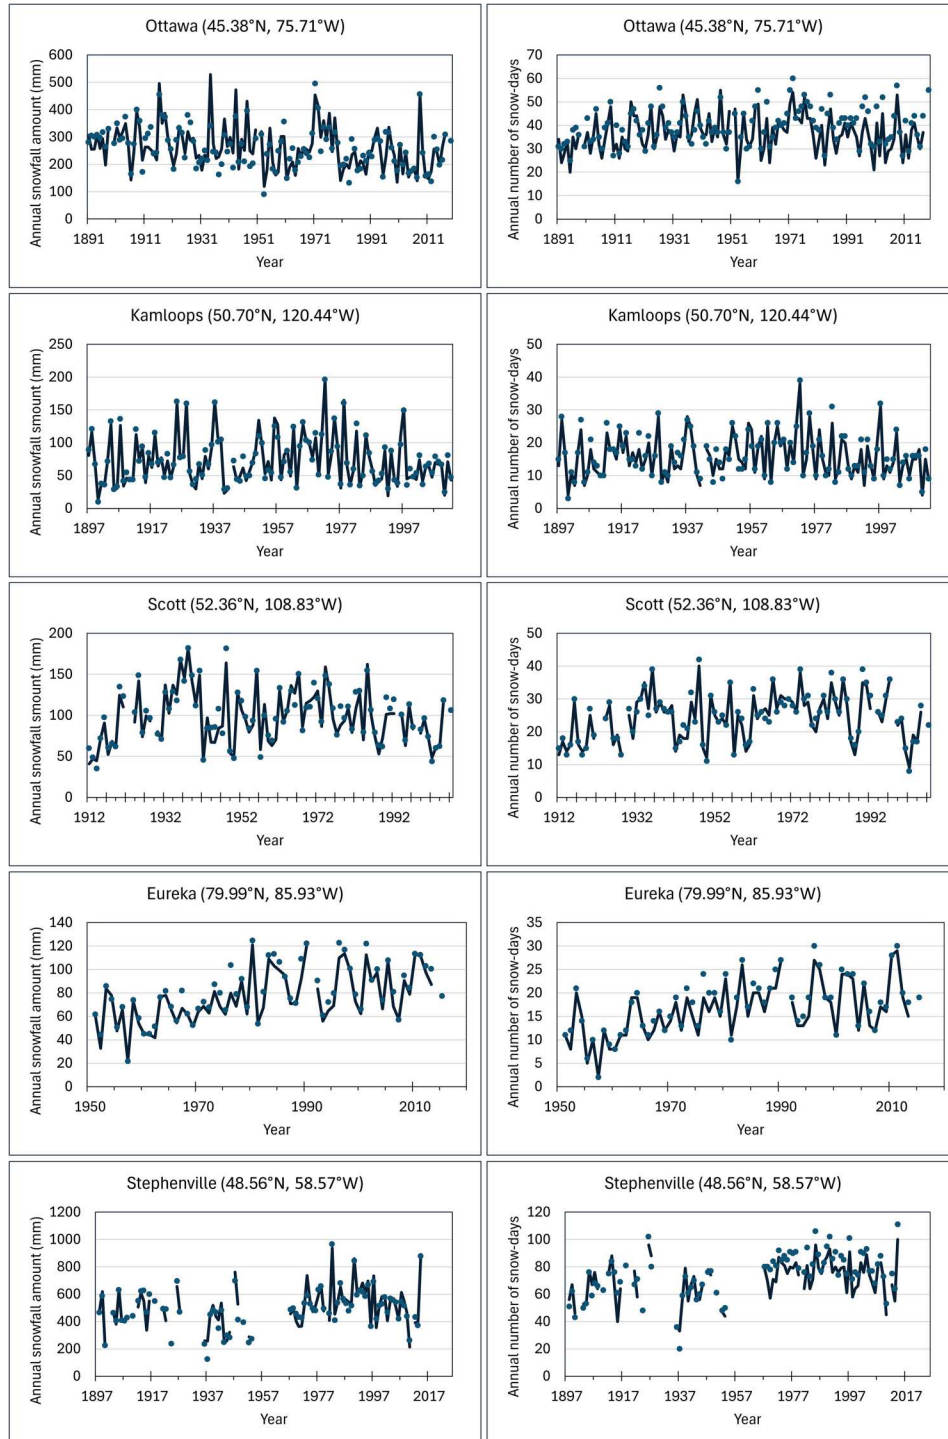 Ottawa (45.38°N, 75.71°W)
Annual snowfall amount (mm)
600
500
400
300
200
100
0
1891 1911 1931 1951 1971 1991 2011
Year
Ottawa (45.38°N, 75.71°W)
Annual number of snow-days
70
60
50
40
30
20
10
0
1891 1911 1931 1951 1971 1991 2011
Year
Kamloops (50.70°N, 120.44°W)
Annual snowfall smount (mm)
250
200
150
100
50
0
1897 1917 1937 1957 1977 1997
Year
Kamloops (50.70°N, 120.44°W)
Annual number of snow-days
50
40
30
20
10
0
1897 1917 1937 1957 1977 1997
Year
Scott (52.36°N, 108.83°W)
Annual snowfall amount (mm)
200
150
100
50
0
1912 1932 1952 1972 1992
Year
Scott (52.36°N, 108.83°W)
Annual number of snow-days
50
40
30
20
10
0
1912 1932 1952 1972 1992
Year
Eureka (79.99°N, 85.93°W)
Annual snowfall amount (mm)
140
120
100
80
60
40
20
0
1950 1970 1990 2010
Year
Eureka (79.99°N, 85.93°W)
Annual number of snow-days
35
30
25
20
15
10
5
0
1950 1970 1990 2010
Year
Stephenville (48.56°N, 58.57°W)
Annual snowfall amount (mm)
1200
1000
800
600
400
200
0
1897 1917 1937 1957 1977 1997 2017
Year
Stephenville (48.56°N, 58.57°W)
Annual number of snow-days
120
100
80
60
40
20
0
1897 1917 1937 1957 1977 1997 2017
Year